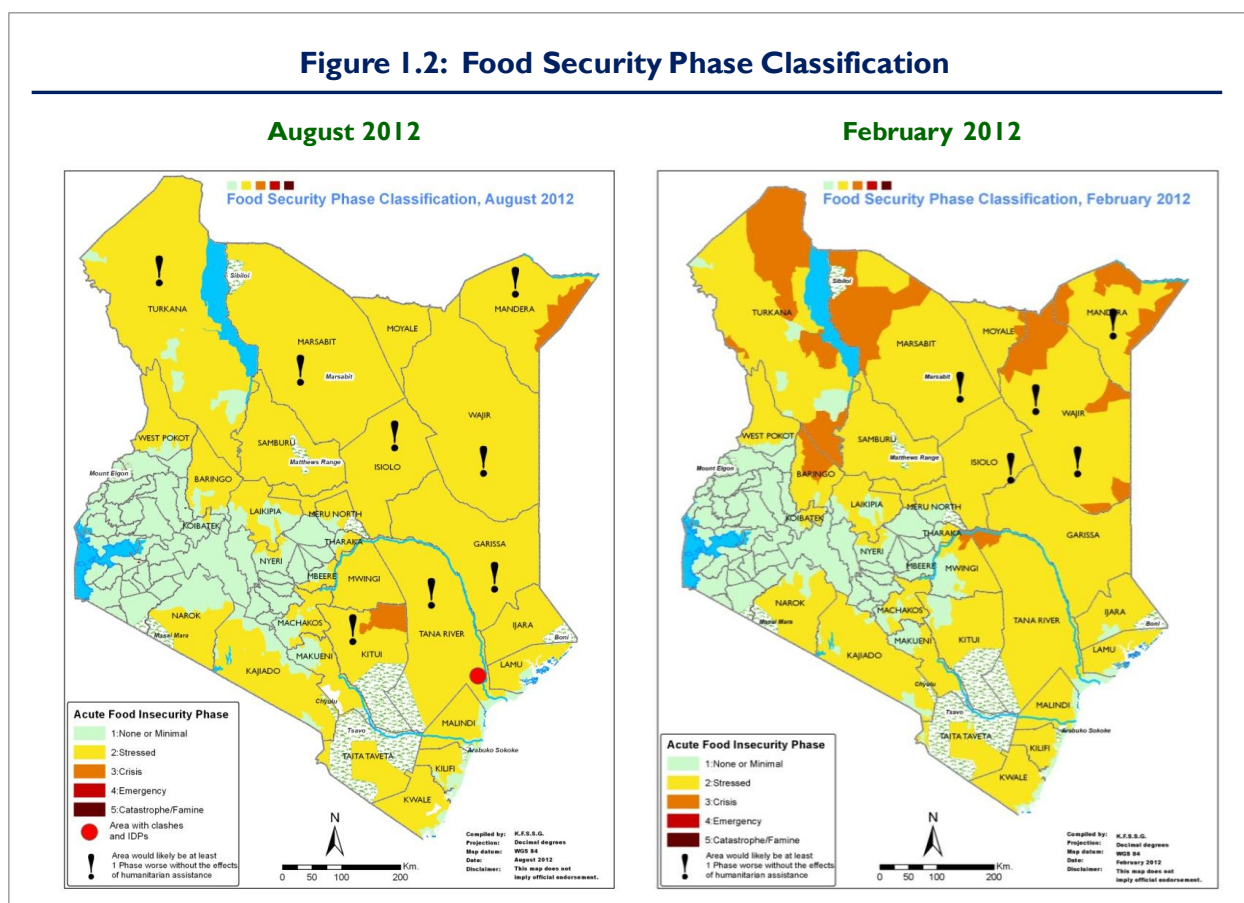 Figure 1.2: Food Security Phase Classification
August 2012
Food Security Phase Classification, August 2012
Sibiloi
TURKANA
MANDERA
MOYALE
MARSABIT
Marsabit
WAJIR
WEST POKOT
SAMBURU
Matthews Range
ISIOLO
Mount Elgon
BARINGO
LAIKIPIA
MERU NORTH
KOIBATEK
THARAKA
GARISSA
NYERI
MBEERE
MWINGI
NAROK
MACHAKOS
IJARA
Masai Mara
TANA RIVER
Boni
MAKUENI
KITUI
LAMU
KAJIADO
Chyulu
MALINDI
Tsavo
Arabuko Sokoke
TAITA TAVETA
KILIFI
KWALE
Acute Food Insecurity Phase
1:None or Minimal
2:Stressed
3:Crisis
4:Emergency
5:Catastrophe/Famine
Area with clashes
and IDPs
Area would likely be at least
1 Phase worse without the effects
of humanitarian assistance
N
Km.
0 50 100 200
Compiled by: K.F.S.S.G.
Projection: Decimal degrees
Map datum: WGS 84
Date: August 2012
Disclaimer: This map does not
imply official endorsement.
February 2012
Food Security Phase Classification, February 2012
Sibiloi
TURKANA
MANDERA
MOYALE
MARSABIT
Marsabit
WAJIR
WEST POKOT
SAMBURU
Matthews Range
ISIOLO
Mount Elgon
BARINGO
LAIKIPIA
MERU NORTH
KOIBATEK
THARAKA
GARISSA
NYERI
MBEERE
MWINGI
NAROK
MACHAKOS
IJARA
Masai Mara
TANA RIVER
Boni
MAKUENI
KITUI
LAMU
KAJIADO
Chyulu
MALINDI
Tsavo
Arabuko Sokoke
TAITA TAVETA
KILIFI
KWALE
Acute Food Insecurity Phase
1:None or Minimal
2:Stressed
3:Crisis
4:Emergency
5:Catastrophe/Famine
Area would likely be at least
1 Phase worse without the effects
of humanitarian assistance
N
Km.
0 50 100 200
Compiled by: K.F.S.S.G.
Projection: Decimal degrees
Map datum: WGS 84
Date: February 2012
Disclaimer: This map does not
imply official endorsement.